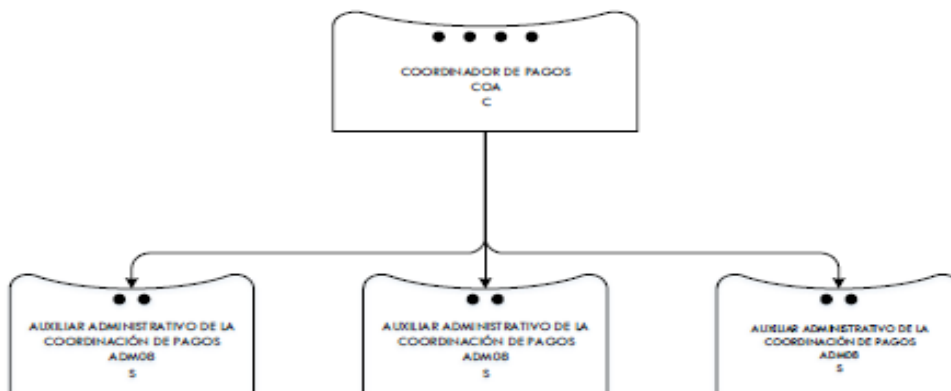 COORDINADOR DE PAGOS
COA
C
AUXILIAR ADMINISTRATIVO DE LA
COORDINACIÓN DE PAGOS
ADM08
S
AUXILIAR ADMINISTRATIVO DE LA
COORDINACIÓN DE PAGOS
ADM08
S
AUXILIAR ADMINISTRATIVO DE LA
COORDINACIÓN DE PAGOS
ADM08
S